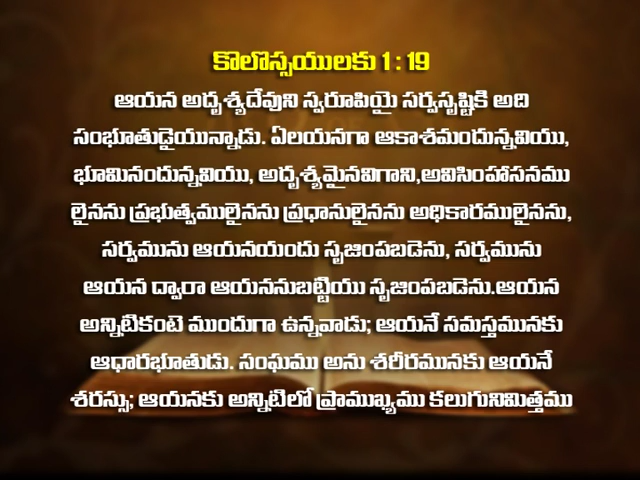 కొలొస్సయులకు 1 : 19
ఆయన అదృశ్యదేవుని స్వరూపియై సర్వసృష్టికి అది
సంభూతుడైయున్నాడు. ఏలయనగా ఆకాశమందున్నవియు,
భూమినందున్నవియు, అదృశ్యమైనవిగాని,అవిసింహాసనము
లైనను ప్రభుత్వములైనను ప్రధానులైనను అధికారములైనను,
సర్వమును ఆయనయందు సృజింపబడెను, సర్వమును
ఆయన ద్వారా ఆయననుబట్టియు సృజింపబడెను.ఆయన
అన్నిటికంటె ముందుగా ఉన్నవాడు; ఆయనే సమస్తమునకు
ఆధారభూతుడు. సంఘము అను శరీరమునకు ఆయనే
శరస్సు; ఆయనకు అన్నిటిలో ప్రాముఖ్యము కలుగునిమిత్తము